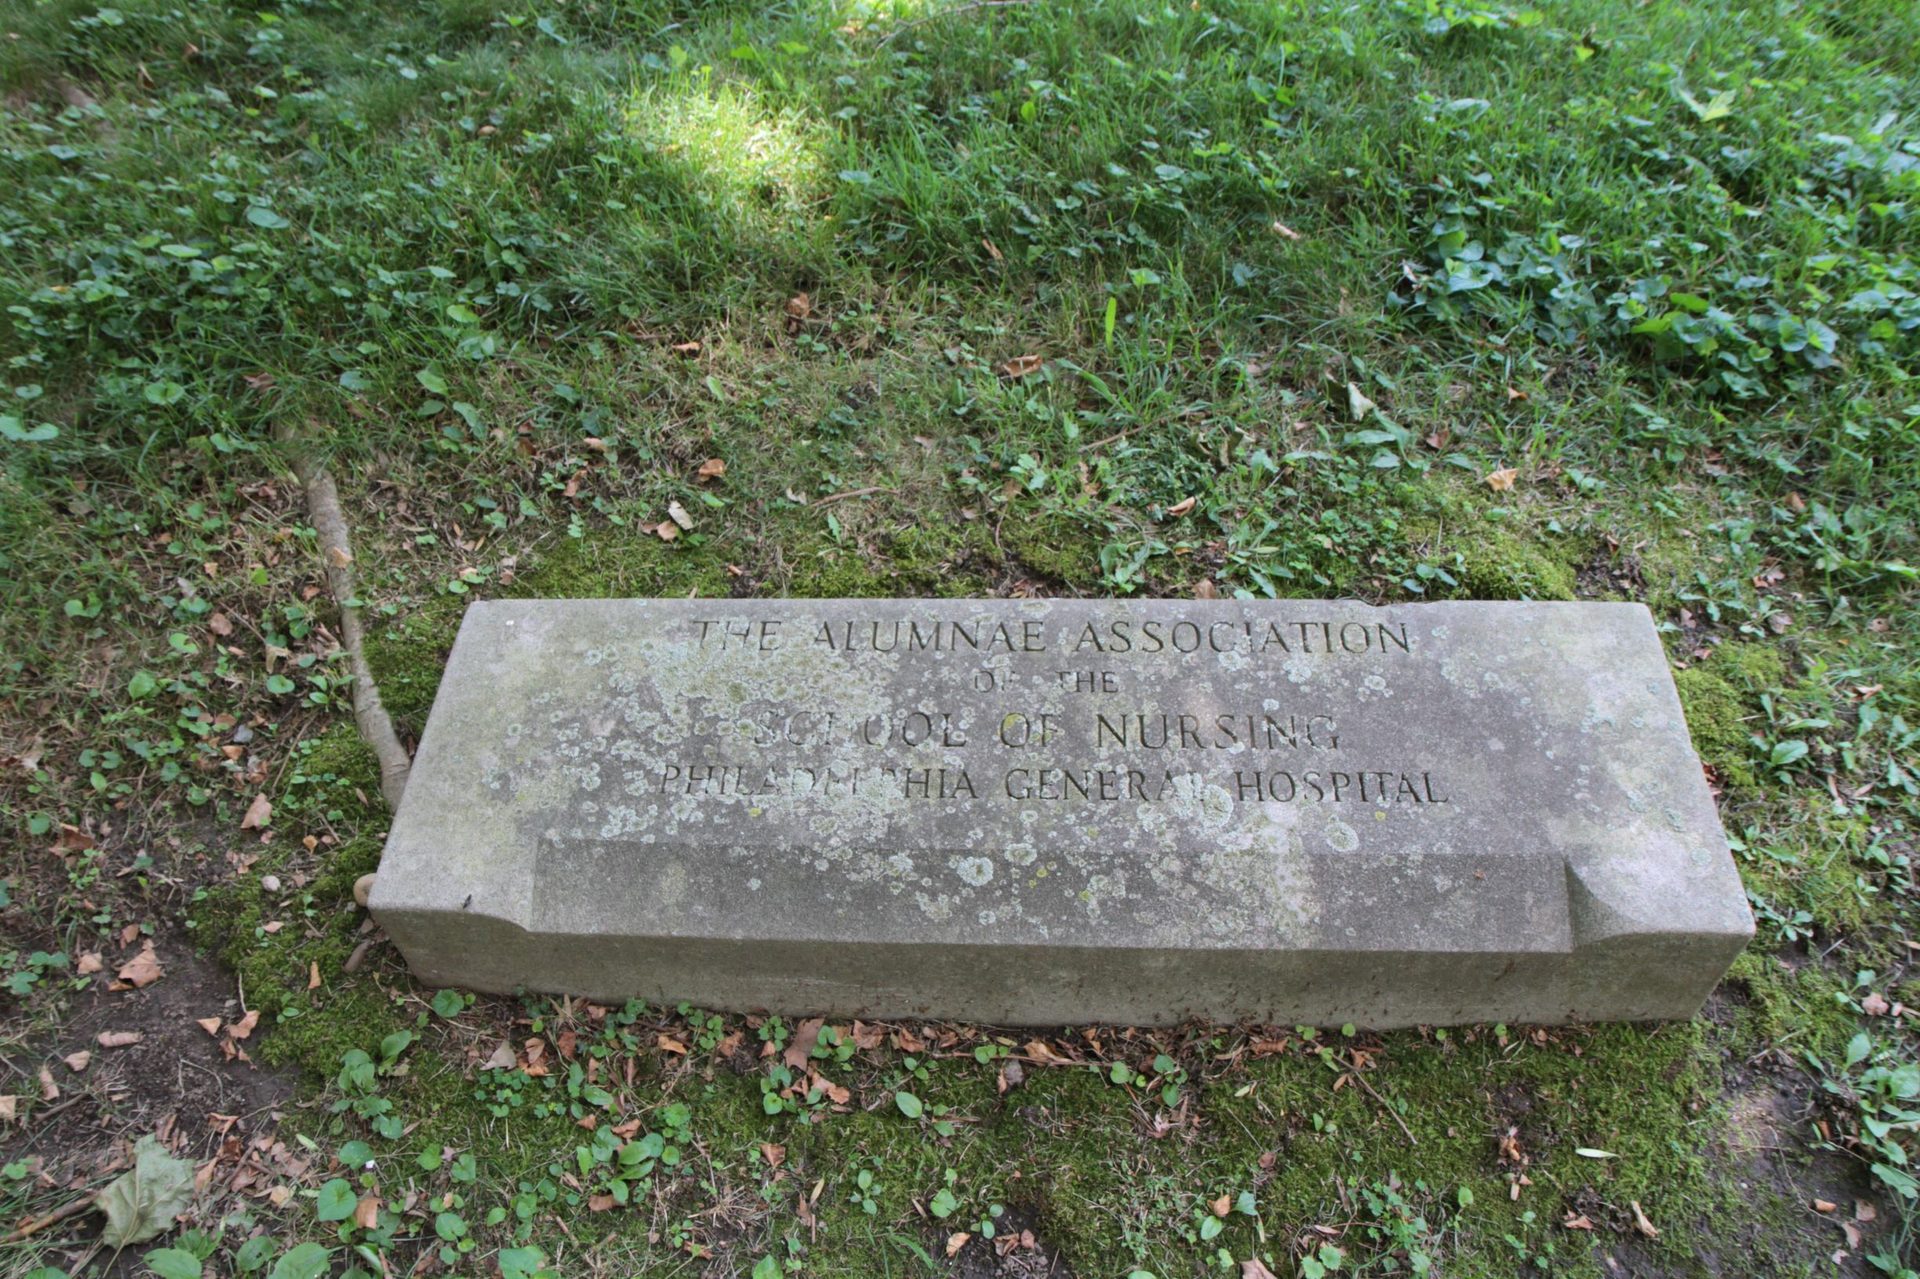 THE ALUMNAE ASSOCIATION
OF THE
SCHOOL OF NURSING
PHILADELPHIA GENERAL HOSPITAL